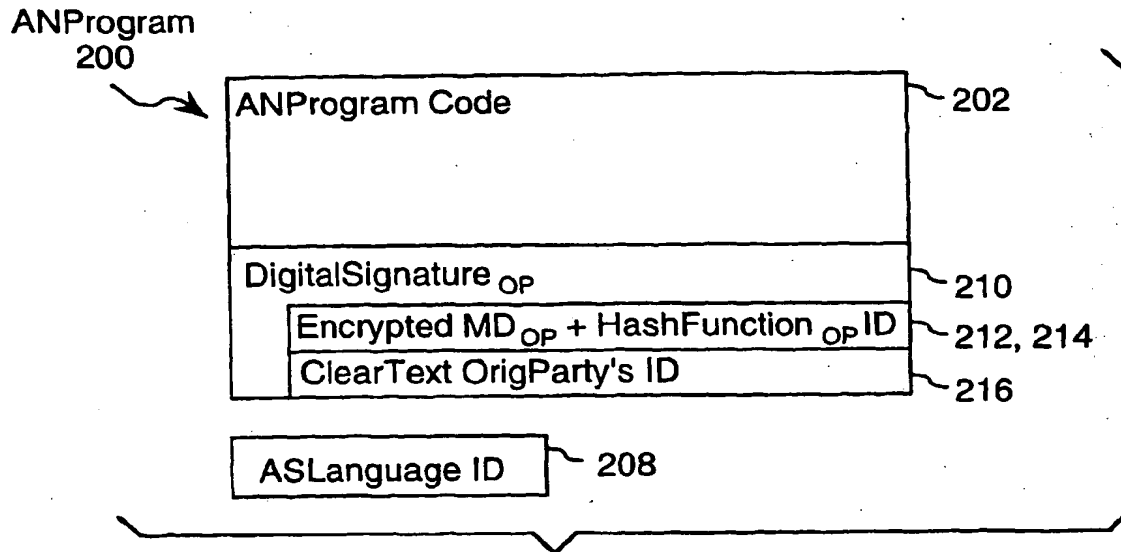 ANProgram
200
ANProgram Code
202
DigitalSignature OP
210
Encrypted MD OP + HashFunction OP ID
212, 214
ClearText OrigParty's ID
216
ASLanguage ID
208